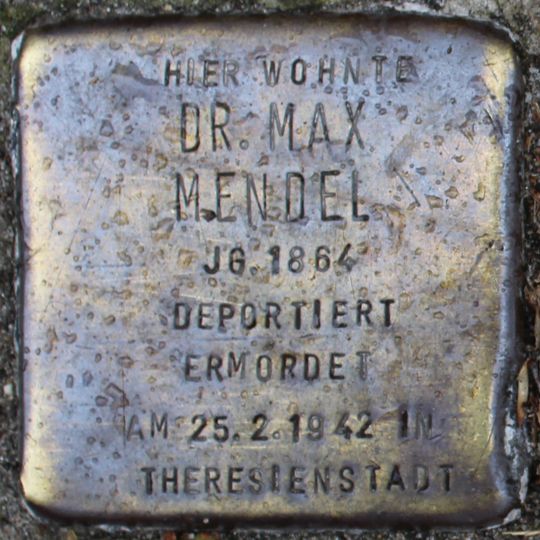 HIER WOHNTE
DR. MAX
MENDEL
JG. 1864
DEPORTIERT
ERMORDET
AM 25.2.1942 IN
THERESIENSTADT